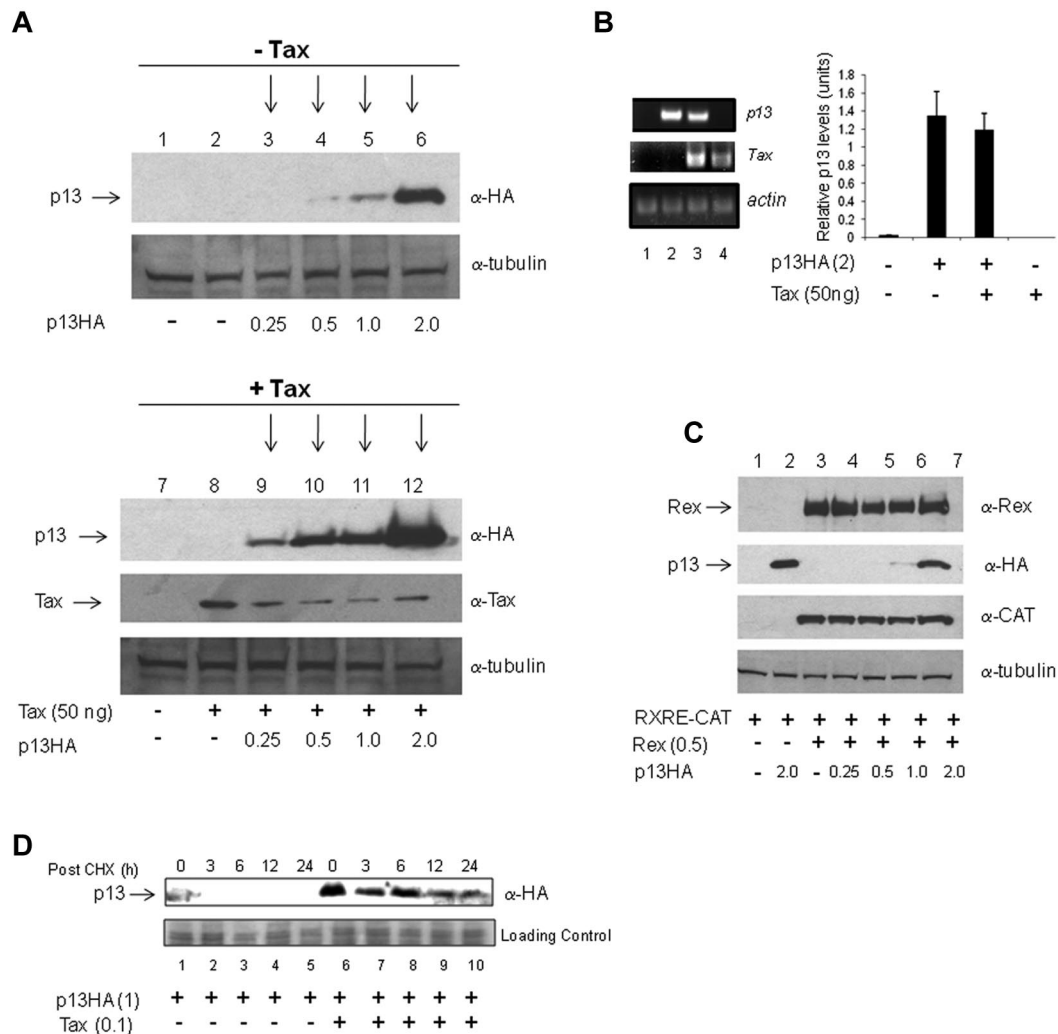 A
- Tax
1 2 3 4 5 6
p13 α-HA
α-tubulin
p13HA - - 0.25 0.5 1.0 2.0
+ Tax
7 8 9 10 11 12
p13 α-HA
Tax α-Tax
α-tubulin
Tax (50 ng) - + + + + +
p13HA - - 0.25 0.5 1.0 2.0
B
p13
Tax
actin
1 2 3 4
Relative p13 levels (units)
1.8
1.6
1.4
1.2
1
0.8
0.6
0.4
0.2
0
p13HA (2) - + + -
Tax (50ng) - - + +
C
1 2 3 4 5 6 7
Rex α-Rex
p13 α-HA
α-CAT
α-tubulin
RXRE-CAT + + + + + + +
Rex (0.5) - - + + + + +
p13HA - 2.0 - 0.25 0.5 1.0 2.0
D
Post CHX (h) 0 3 6 12 24 0 3 6 12 24
p13 α-HA
Loading Control
1 2 3 4 5 6 7 8 9 10
p13HA (1) + + + + + + + + + +
Tax (0.1) - - - - - + + + + +